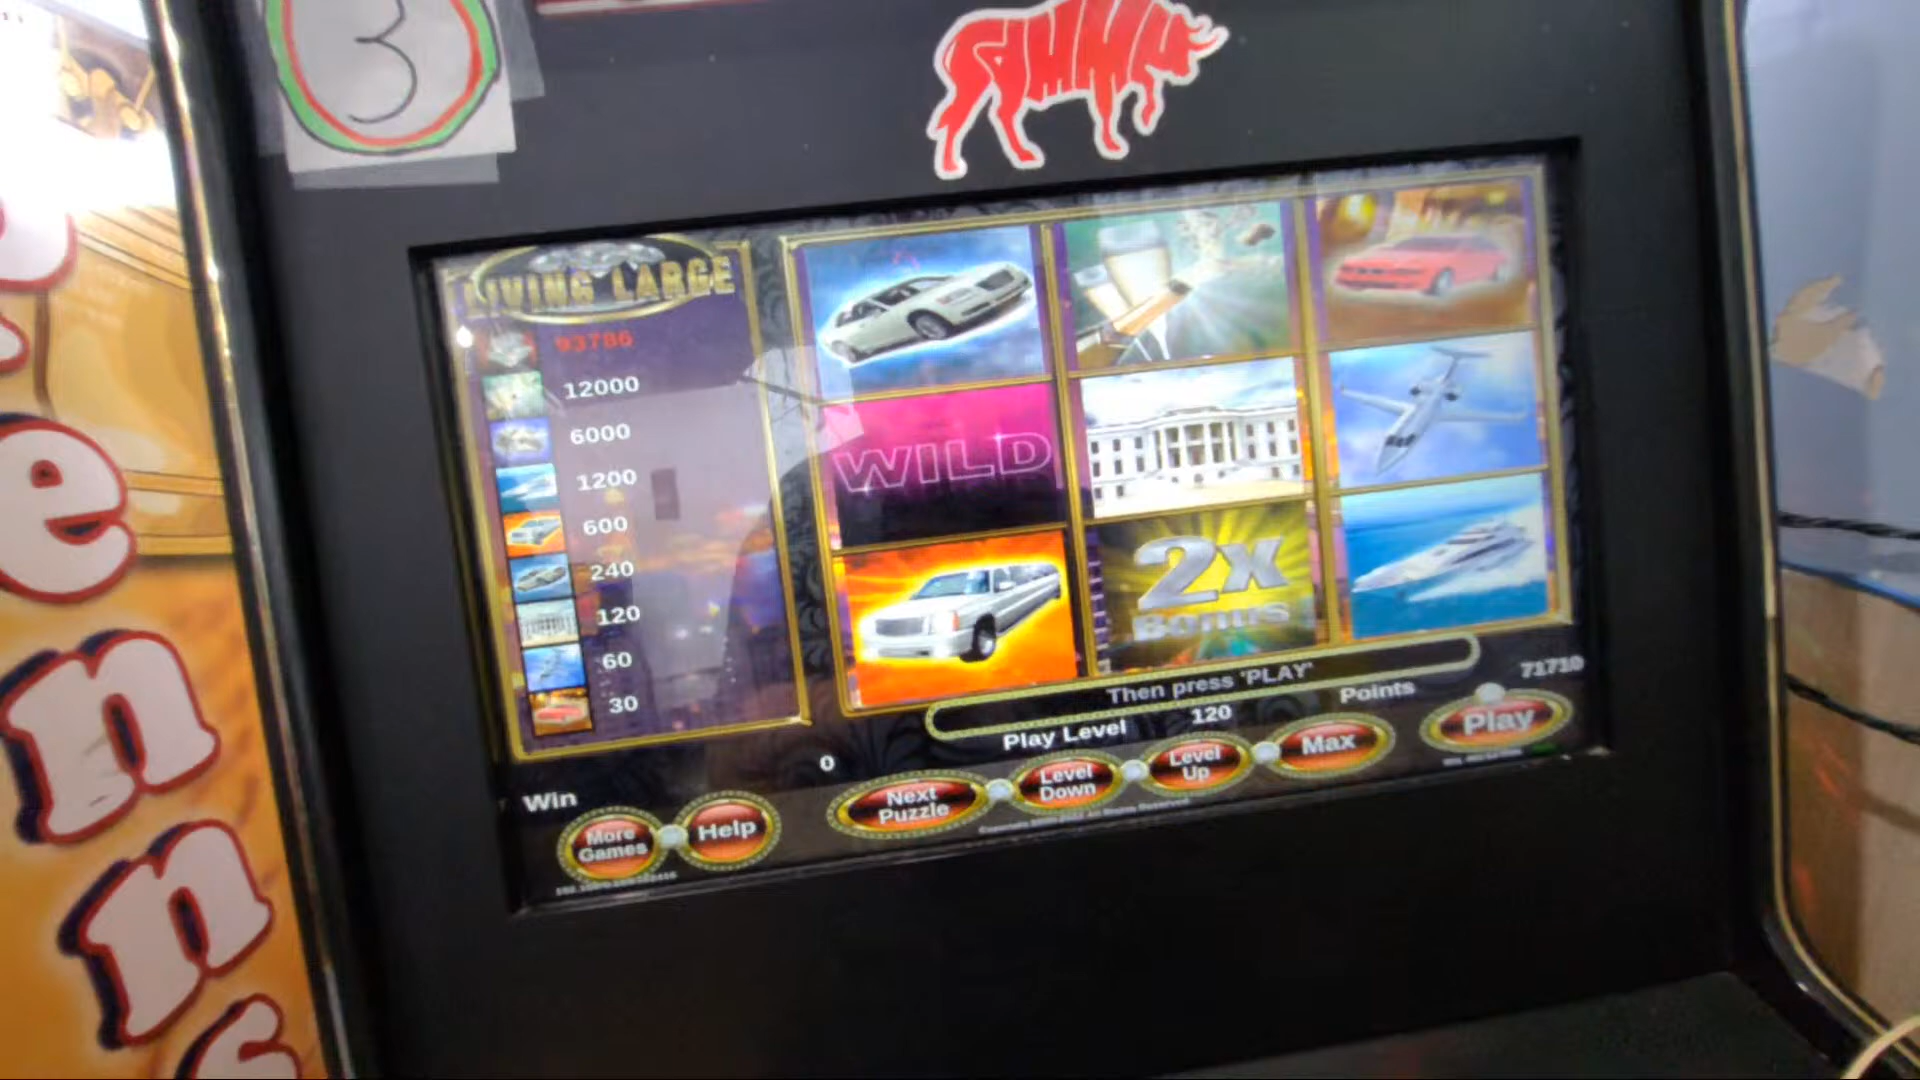 3
SAMMY
LIVING LARGE
93786
12000
6000
1200
600
240
120
60
30
WILD
2x
Bonus
Then press 'PLAY'
Play Level
120
Points
71710
Win
0
More
Games
Help
Next
Puzzle
Level
Down
Level
Up
Max
Play
e
n
n